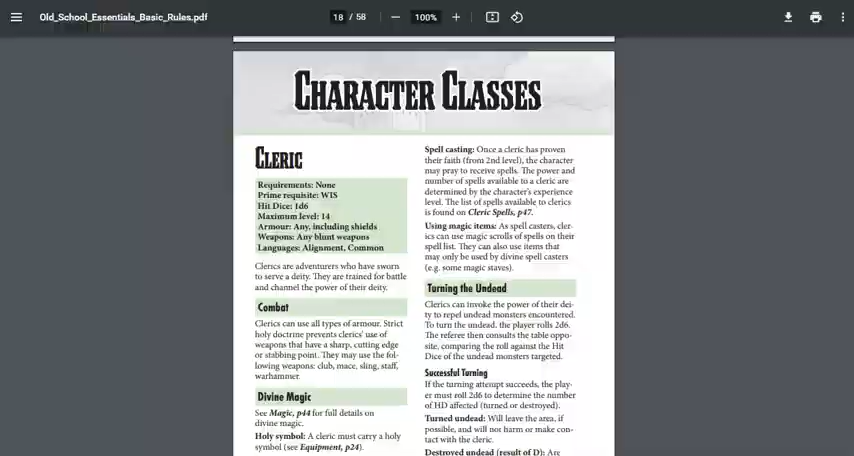 Old_School_Essentials_Basic_Rules.pdf
18 / 58
100%
CHARACTER CLASSES
CLERIC
Requirements: None
Prime requisite: WIS
Hit Dice: 1d6
Maximum level: 14
Armour: Any, including shields
Weapons: Any blunt weapons
Languages: Alignment, Common
Clerics are adventurers who have sworn
to serve a deity. They are trained for battle
and channel the power of their deity.
Combat
Clerics can use all types of armour. Strict
holy doctrine prevents clerics' use of
weapons that have a sharp, cutting edge
or stabbing point. They may use the fol-
lowing weapons: club, mace, sling, staff,
warhammer.
Divine Magic
See Magic, p44 for full details on
divine magic.
Holy symbol: A cleric must carry a holy
symbol (see Equipment, p24).
Spell casting: Once a cleric has proven
their faith (from 2nd level), the character
may pray to receive spells. The power and
number of spells available to a cleric are
determined by the character's experience
level. The list of spells available to clerics
is found on Cleric Spells, p47.
Using magic items: As spell casters, cler-
ics can use magic scrolls of spells on their
spell list. They can also use items that
may only be used by divine spell casters
(e.g. some magic staves).
Turning the Undead
Clerics can invoke the power of their dei-
ty to repel undead monsters encountered.
To turn the undead, the player rolls 2d6.
The referee then consults the table oppo-
site, comparing the roll against the Hit
Dice of the undead monsters targeted.
Successful Turning
If the turning attempt succeeds, the play-
er must roll 2d6 to determine the number
of HD affected (turned or destroyed).
Turned undead: Will leave the area, if
possible, and will not harm or make con-
tact with the cleric.
Destroyed undead (result of D): Are